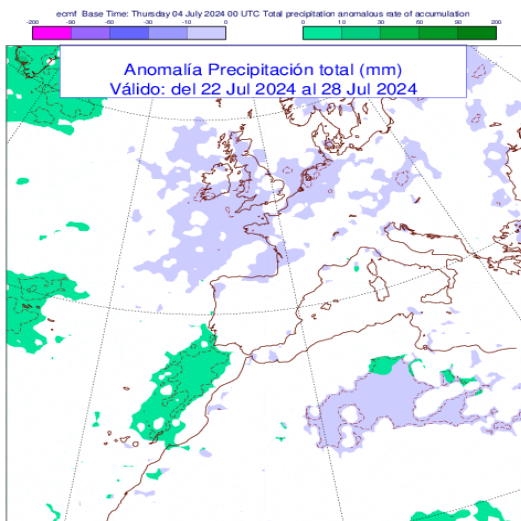 ecmf Base Time: Thursday 04 July 2024 00 UTC Total precipitation anomalous rate of accumulation
-200 -90 -60 -30 -10 0 0 10 30 60 90 200
Anomalía Precipitación total (mm)
Válido: del 22 Jul 2024 al 28 Jul 2024